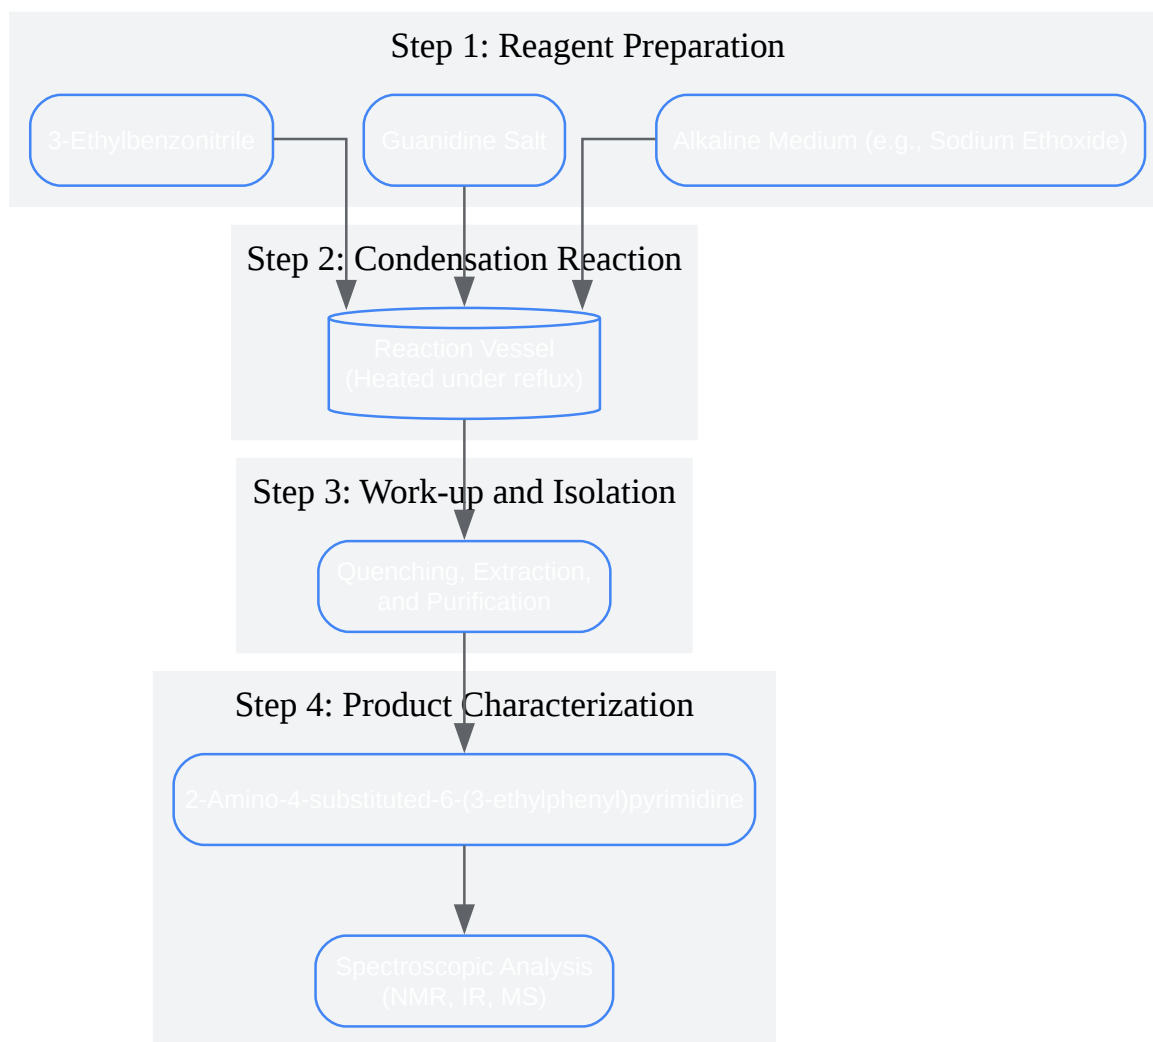 Step 1: Reagent Preparation
3-Ethylbenzonitrile
Guanidine Salt
Alkaline Medium (e.g., Sodium Ethoxide)
Step 2: Condensation Reaction
Reaction Vessel
(Heated under reflux)
Step 3: Work-up and Isolation
Quenching, Extraction,
and Purification
Step 4: Product Characterization
2-Amino-4-substituted-6-(3-ethylphenyl)pyrimidine
Spectroscopic Analysis
(NMR, IR, MS)